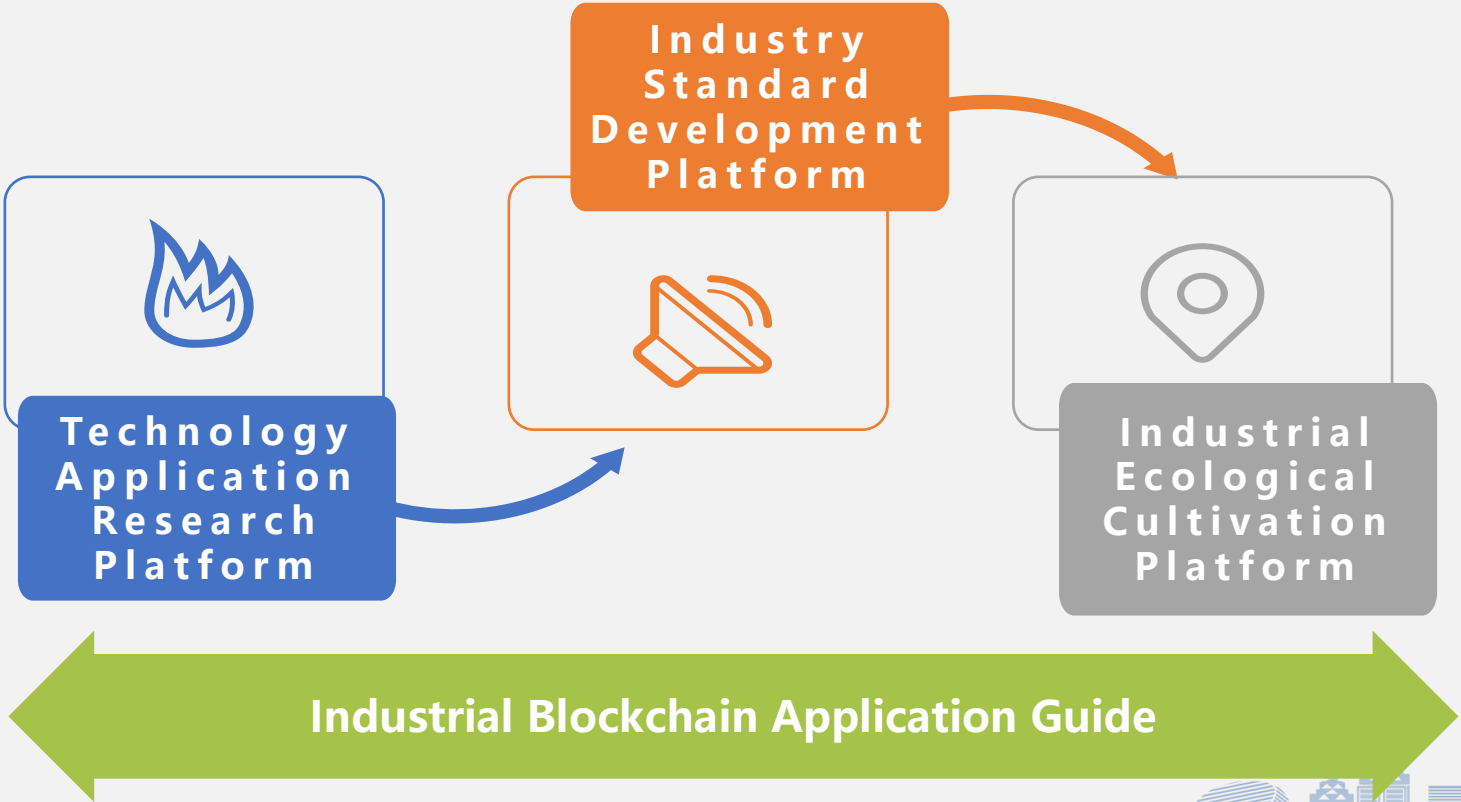 Industry
Standard
Development
Platform
Technology
Application
Research
Platform
Industrial
Ecological
Cultivation
Platform
Industrial Blockchain Application Guide